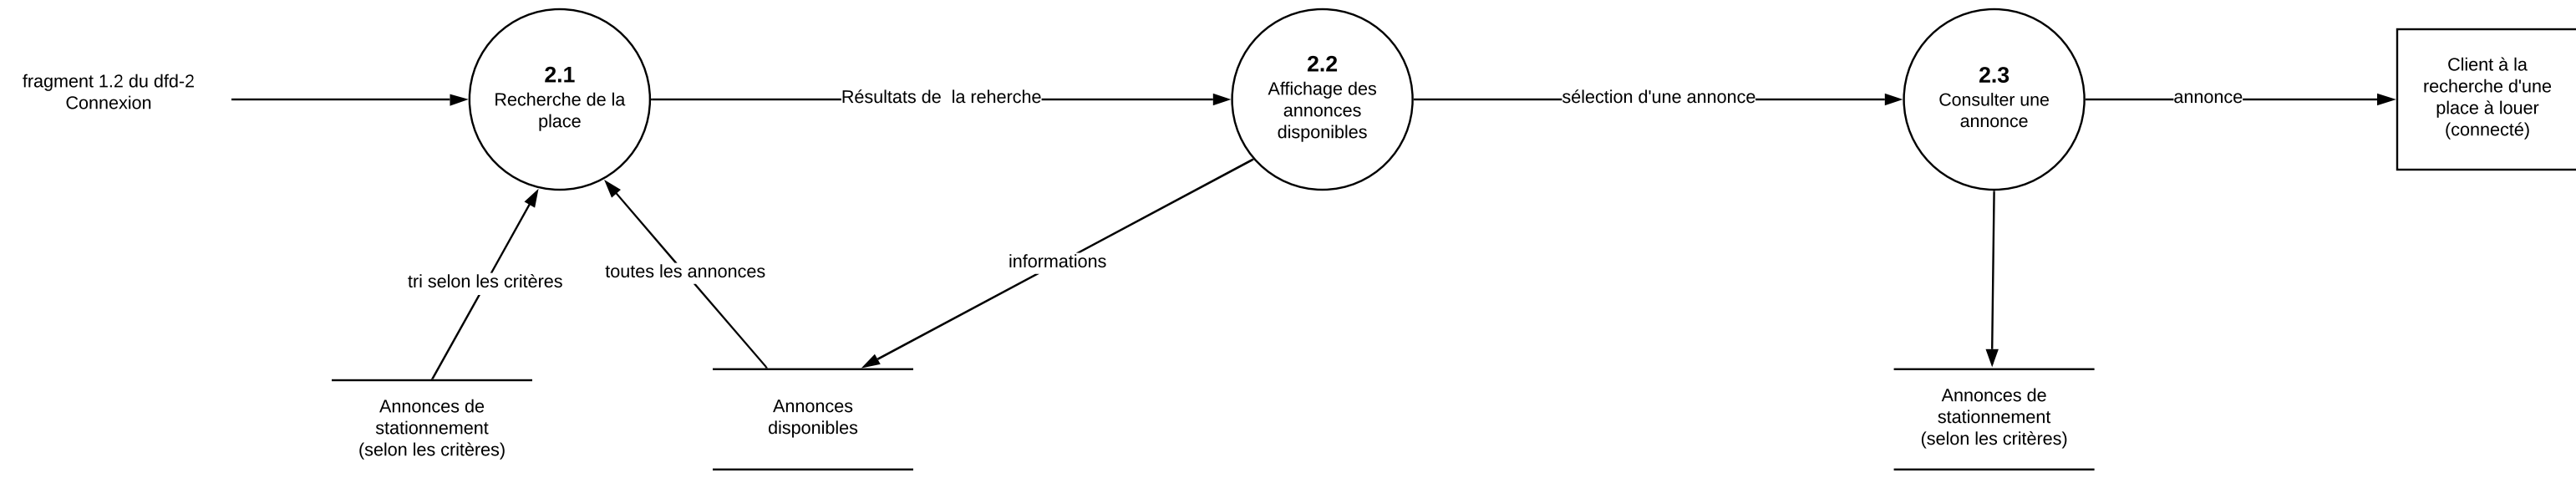 fragment 1.2 du dfd-2
Connexion
2.1
Recherche de la
place
Résultats de  la reherche
2.2
Affichage des
annonces
disponibles
sélection d'une annonce
2.3
Consulter une
annonce
annonce
Client à la
recherche d'une
place à louer
(connecté)
tri selon les critères
toutes les annonces
informations
Annonces de
stationnement
(selon les critères)
Annonces
disponibles
Annonces de
stationnement
(selon les critères)